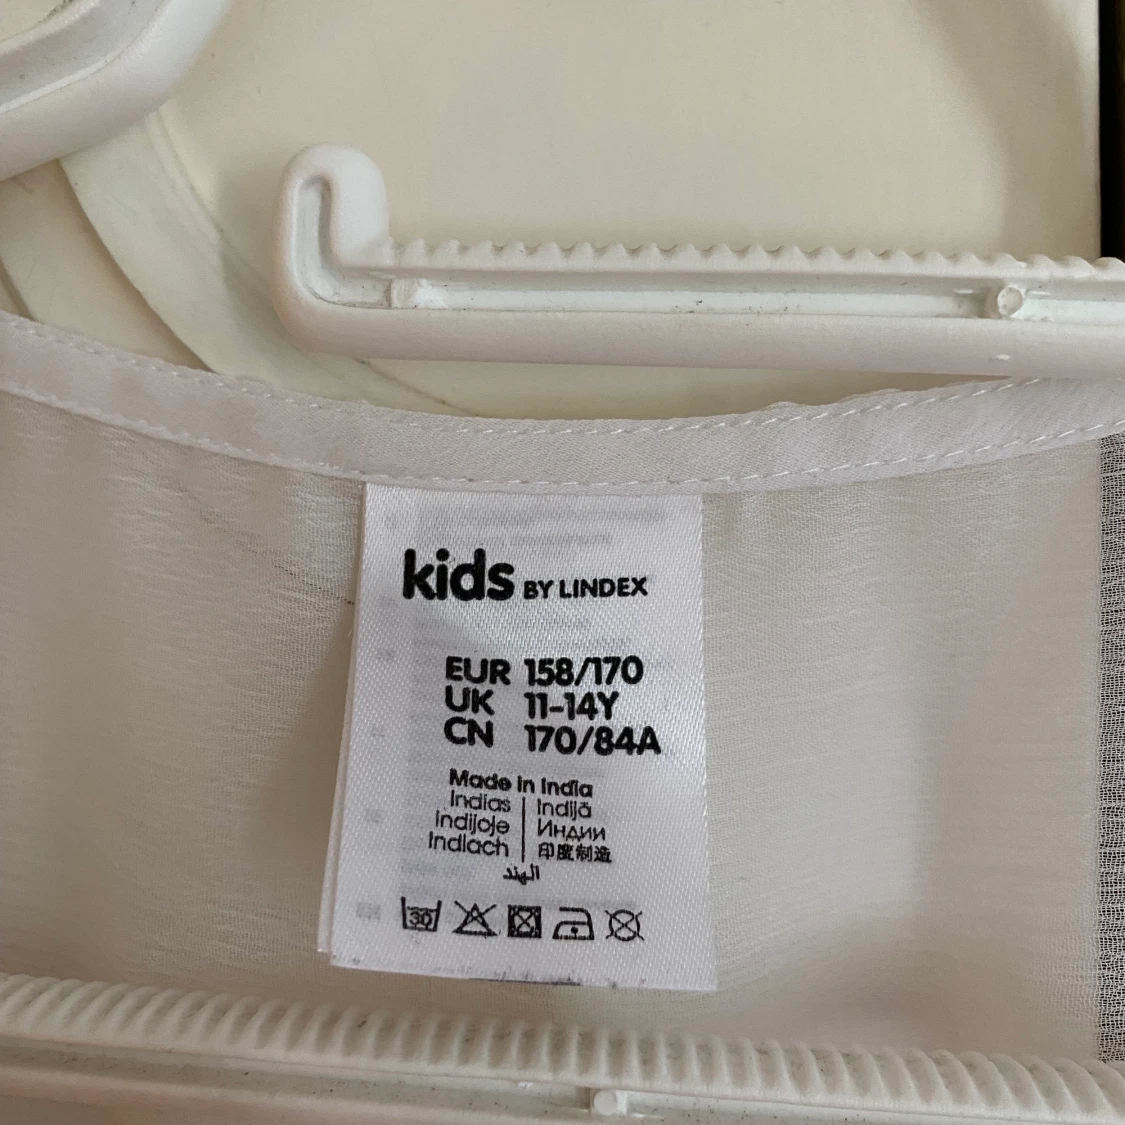 kids BY LINDEX
EUR 158/170
UK 11-14Y
CN 170/84A
Made in India
Indias | Indijā
Indijoje | Индии
Indiach | 印度制造
الهند
30